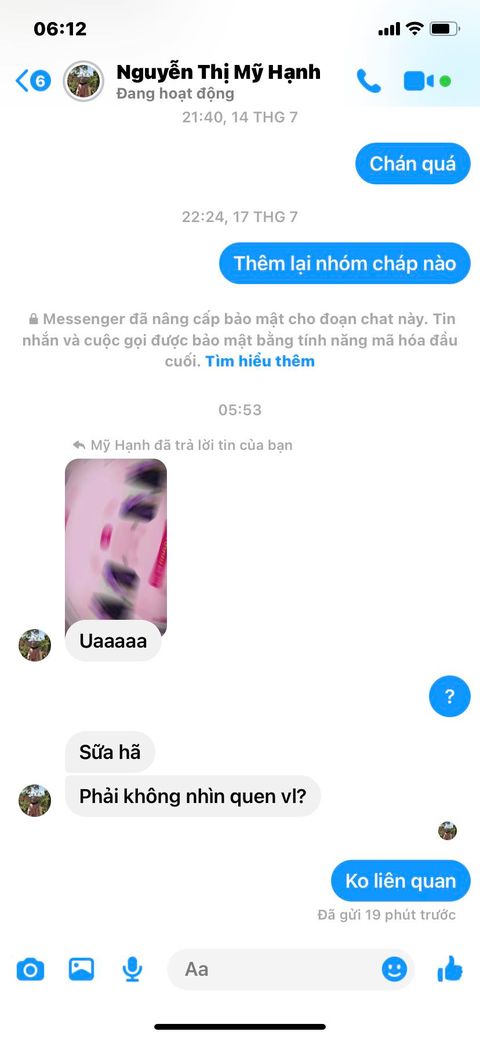 06:12
6
Nguyễn Thị Mỹ Hạnh
Đang hoạt động
21:40, 14 THG 7
Chán quá
22:24, 17 THG 7
Thêm lại nhóm cháp nào
Messenger đã nâng cấp bảo mật cho đoạn chat này. Tin
nhắn và cuộc gọi được bảo mật bằng tính năng mã hóa đầu
cuối. Tìm hiểu thêm
05:53
Mỹ Hạnh đã trả lời tin của bạn
Uaaaaa
?
Sữa hã
Phải không nhìn quen vl?
Ko liên quan
Đã gửi 19 phút trước
Aa